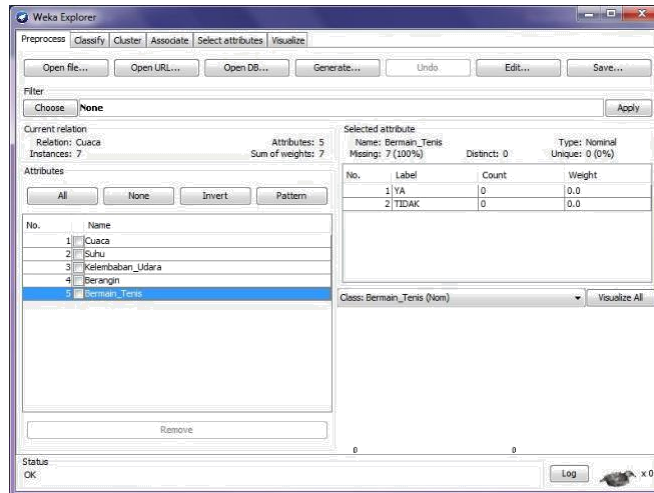 Weka Explorer
Preprocess Classify Cluster Associate Select attributes Visualize
Open file... Open URL... Open DB... Generate... Undo Edit... Save...
Filter
Choose None Apply
Current relation
Relation: Cuaca Attributes: 5
Instances: 7 Sum of weights: 7
Attributes
All None Invert Pattern
No. Name
1 Cuaca
2 Suhu
3 Kelembaban_Udara
4 Berangin
5 Bermain_Tenis
Remove
Selected attribute
Name: Bermain_Tenis Type: Nominal
Missing: 7 (100%) Distinct: 0 Unique: 0 (0%)
No. Label Count Weight
1 YA 0 0.0
2 TIDAK 0 0.0
Class: Bermain_Tenis (Nom) Visualize All
0 0
Status
OK
Log x 0